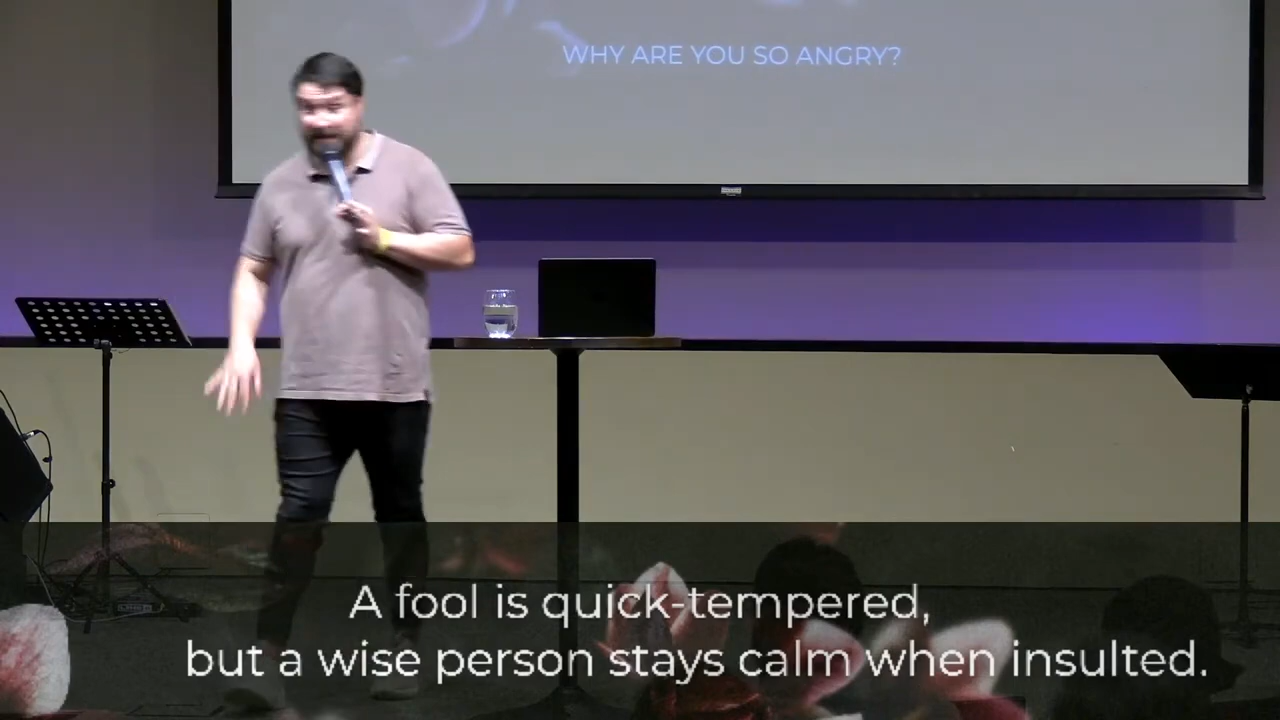 WHY ARE YOU SO ANGRY?
A fool is quick-tempered,
but a wise person stays calm when insulted.